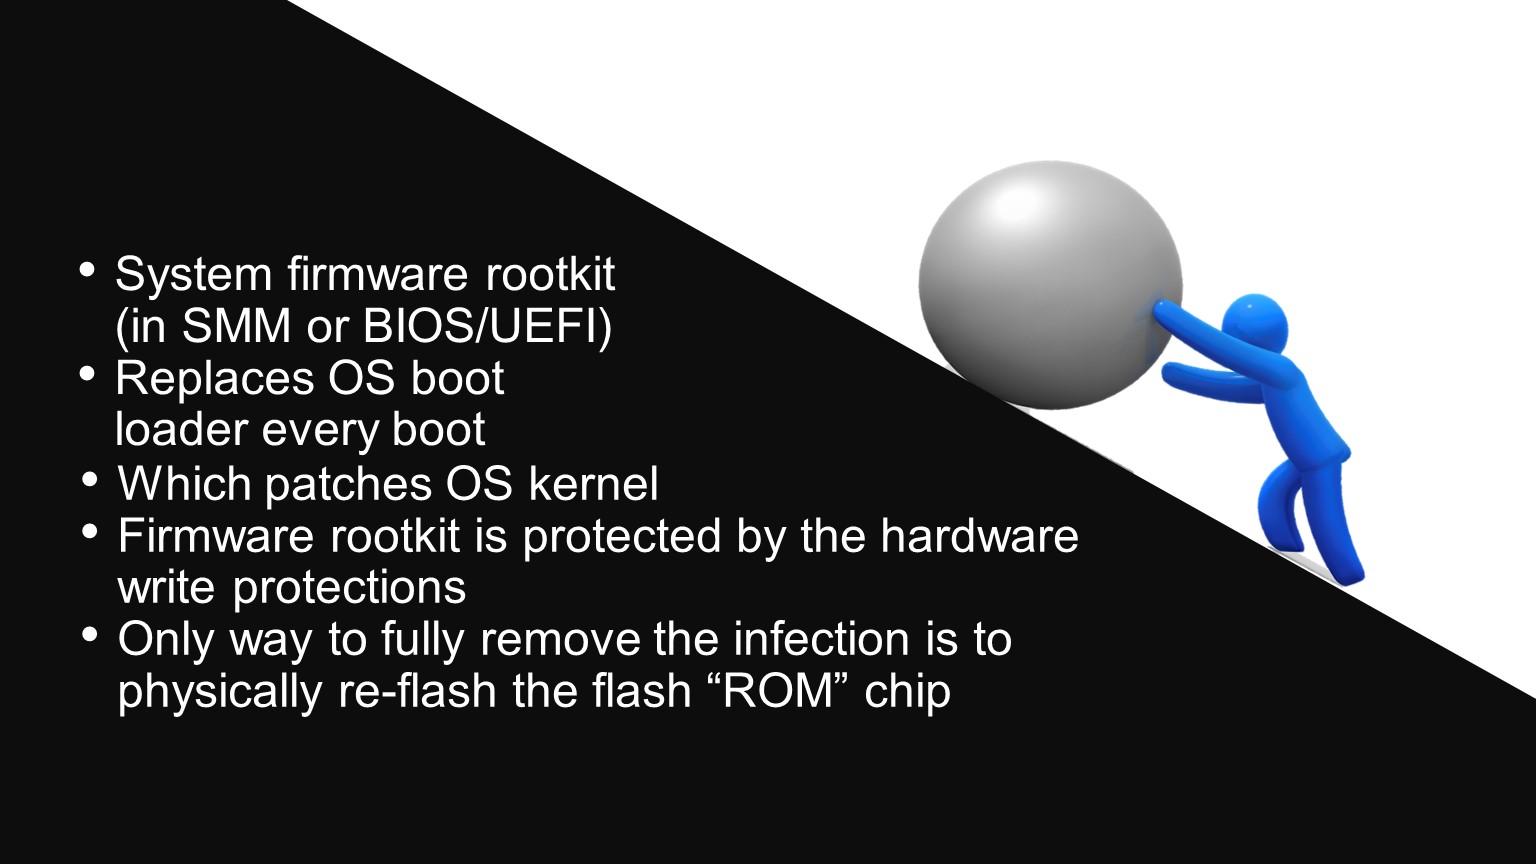 • System firmware rootkit
(in SMM or BIOS/UEFI)
• Replaces OS boot
loader every boot
• Which patches OS kernel
• Firmware rootkit is protected by the hardware
write protections
• Only way to fully remove the infection is to
physically re-flash the flash “ROM” chip